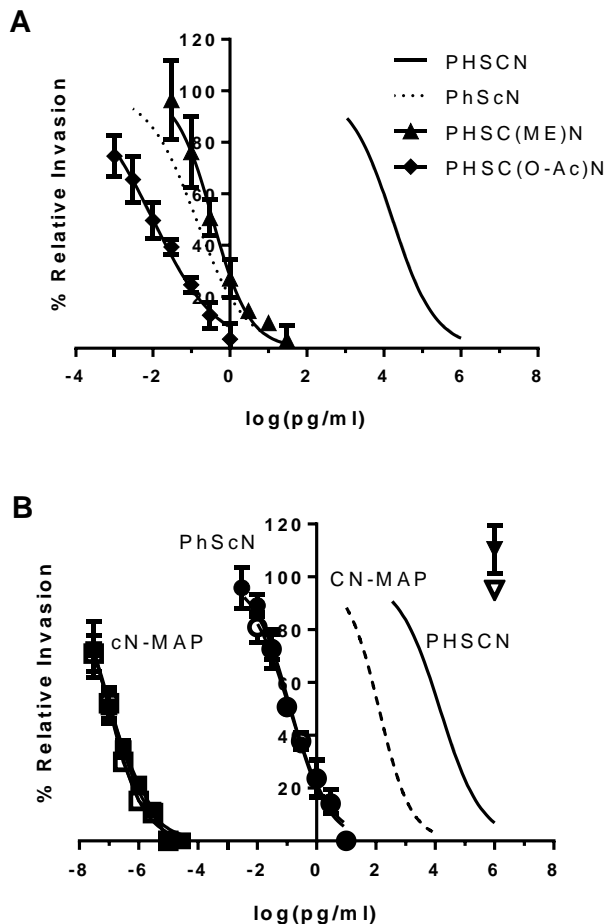 A
120
100
80
60
40
20
% Relative Invasion
PHSCN
PhScN
PHSC(ME)N
PHSC(O-Ac)N
-4 -2 0 2 4 6 8
log(pg/ml)
B
120
100
80
60
40
20
% Relative Invasion
PhScN
cN-MAP
CN-MAP
PHSCN
-8 -6 -4 -2 0 2 4 6 8
log(pg/ml)